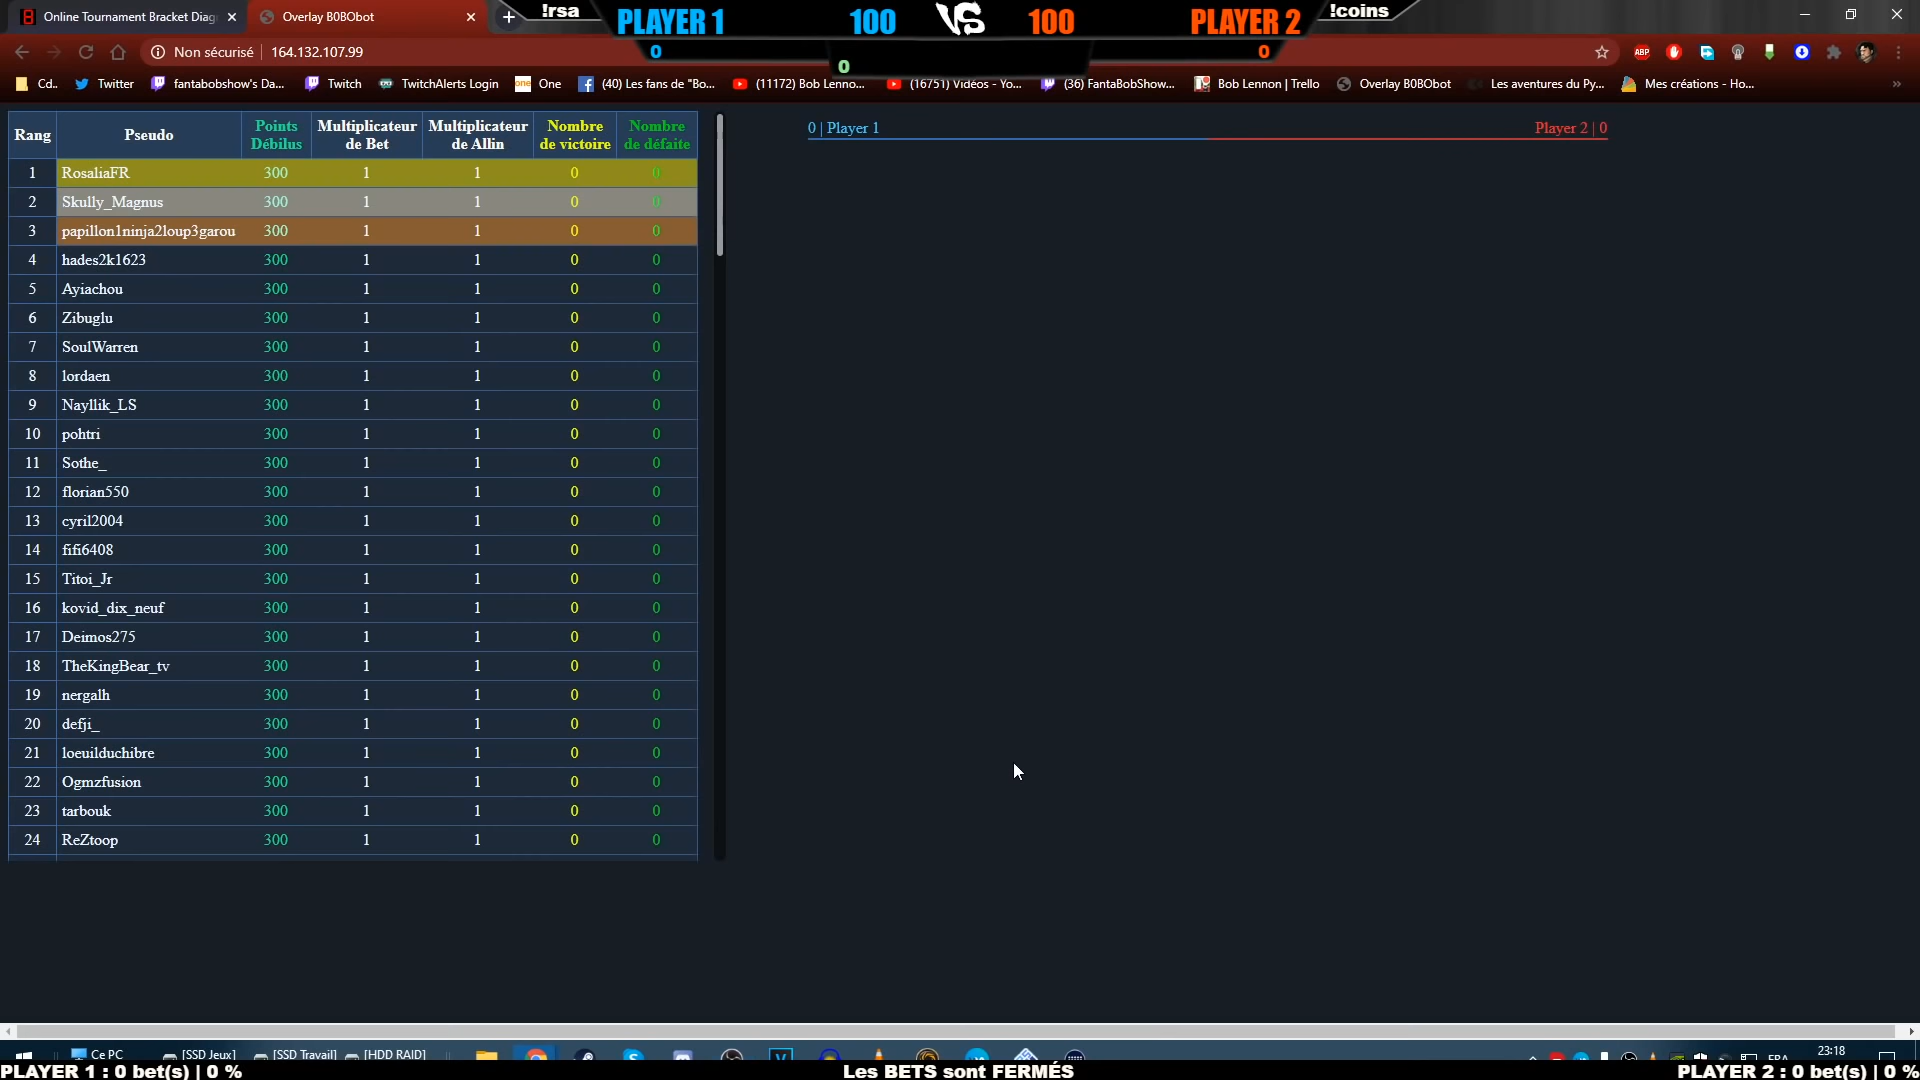 Online Tournament Bracket Diag
Overlay B0BObot
!rsa
PLAYER 1
100
VS
100
PLAYER 2
!coins
0
0
0
Non sécurisé
164.132.107.99
ABP
Cd..
Twitter
fantabobshow's Da...
Twitch
TwitchAlerts Login
one
One
(40) Les fans de "Bo...
(11172) Bob Lenno...
(16751) Vidéos - Yo...
(36) FantaBobShow...
Bob Lennon | Trello
Overlay B0BObot
Les aventures du Py...
Mes créations - Ho...
Rang Pseudo Points Débilus Multiplicateur de Bet Multiplicateur de Allin Nombre de victoire Nombre de défaite
0 | Player 1
Player 2 | 0
1 RosaliaFR 300 1 1 0 0
2 Skully_Magnus 300 1 1 0 0
3 papillon1ninja2loup3garou 300 1 1 0 0
4 hades2k1623 300 1 1 0 0
5 Ayiachou 300 1 1 0 0
6 Zibuglu 300 1 1 0 0
7 SoulWarren 300 1 1 0 0
8 lordaen 300 1 1 0 0
9 Nayllik_LS 300 1 1 0 0
10 pohtri 300 1 1 0 0
11 Sothe_ 300 1 1 0 0
12 florian550 300 1 1 0 0
13 cyril2004 300 1 1 0 0
14 fifi6408 300 1 1 0 0
15 Titoi_Jr 300 1 1 0 0
16 kovid_dix_neuf 300 1 1 0 0
17 Deimos275 300 1 1 0 0
18 TheKingBear_tv 300 1 1 0 0
19 nergalh 300 1 1 0 0
20 defji_ 300 1 1 0 0
21 loeuilduchibre 300 1 1 0 0
22 Ogmzfusion 300 1 1 0 0
23 tarbouk 300 1 1 0 0
24 ReZtoop 300 1 1 0 0
Ce PC
[SSD Jeux]
[SSD Travail]
[HDD RAID]
FRA
23:18
PLAYER 1 : 0 bet(s) | 0 %
Les BETS sont FERMÉS
PLAYER 2 : 0 bet(s) | 0 %